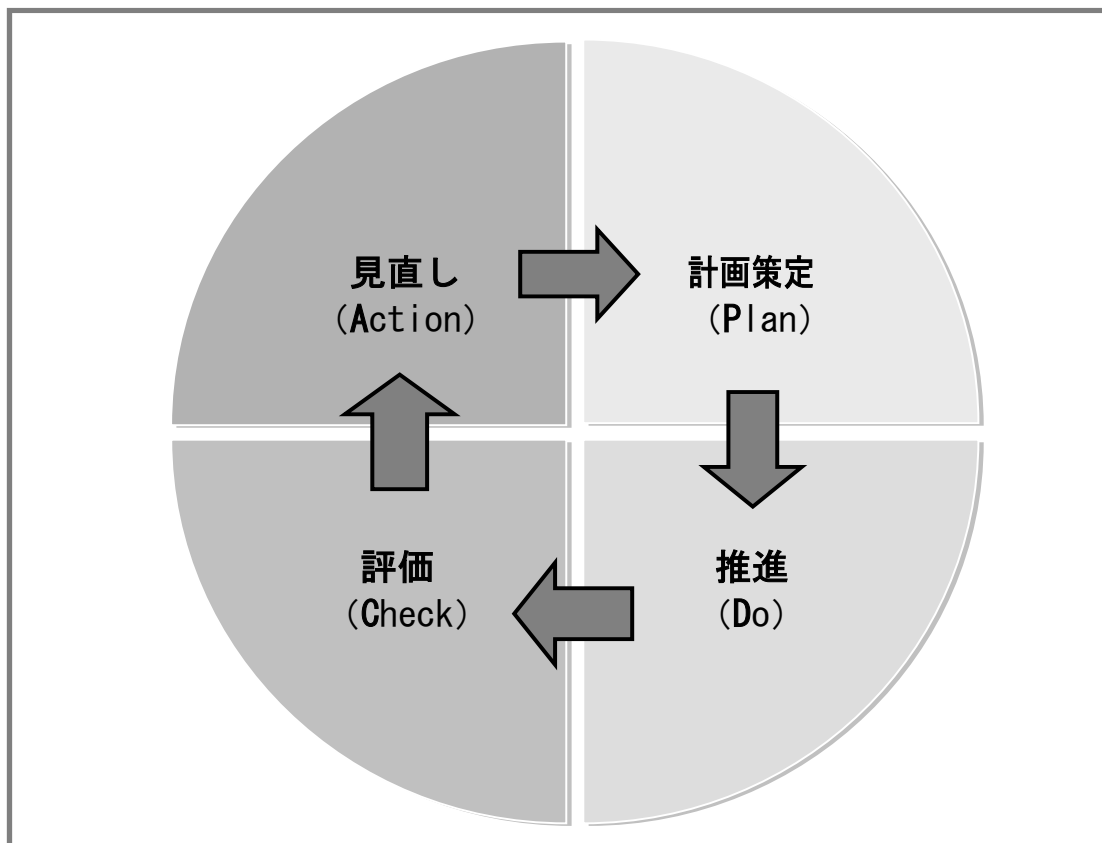 見直し
（Action）
計画策定
（Plan）
評価
（Check）
推進
（Do）